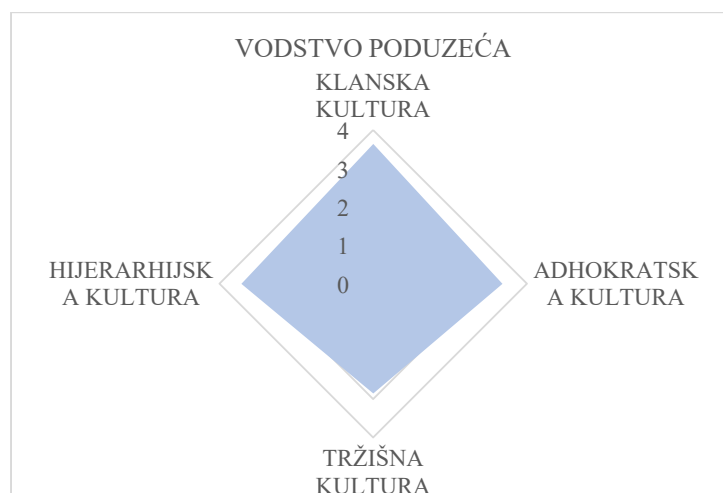 VODSTVO PODUZEĆA
KLANSKA
KULTURA
4
3
2
1
0
HIJERARHIJSK
A KULTURA
ADHOKRATSK
A KULTURA
TRŽIŠNA
KULTURA